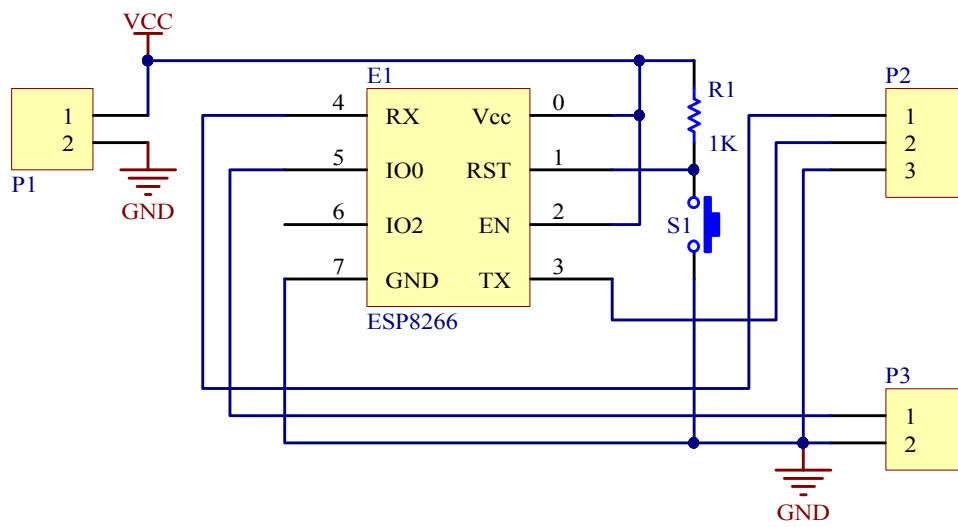 VCC
E1
P2
R1
1
2
P1
GND
4
RX
Vcc
0
5
IO0
RST
1
6
IO2
EN
2
7
GND
TX
3
ESP8266
1K
S1
1
2
3
P3
1
2
GND